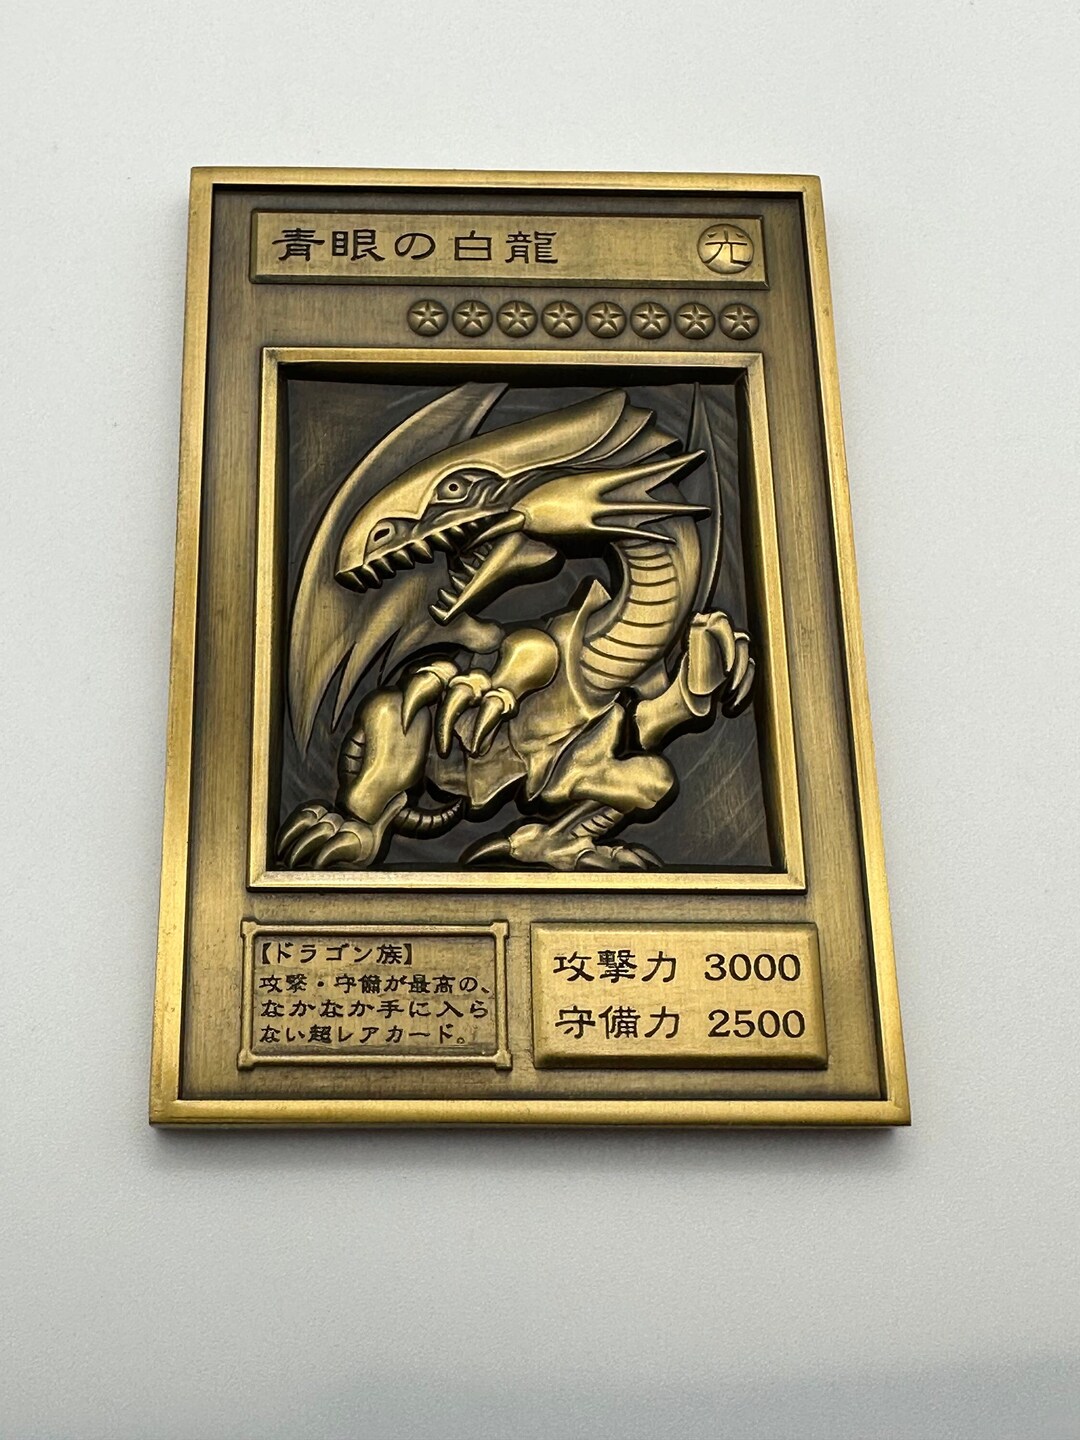 青眼の白龍 光
【ドラゴン族】
攻撃・守備が最高の、
なかなか手に入ら
ない超レアカード。
攻撃力 3000
守備力 2500